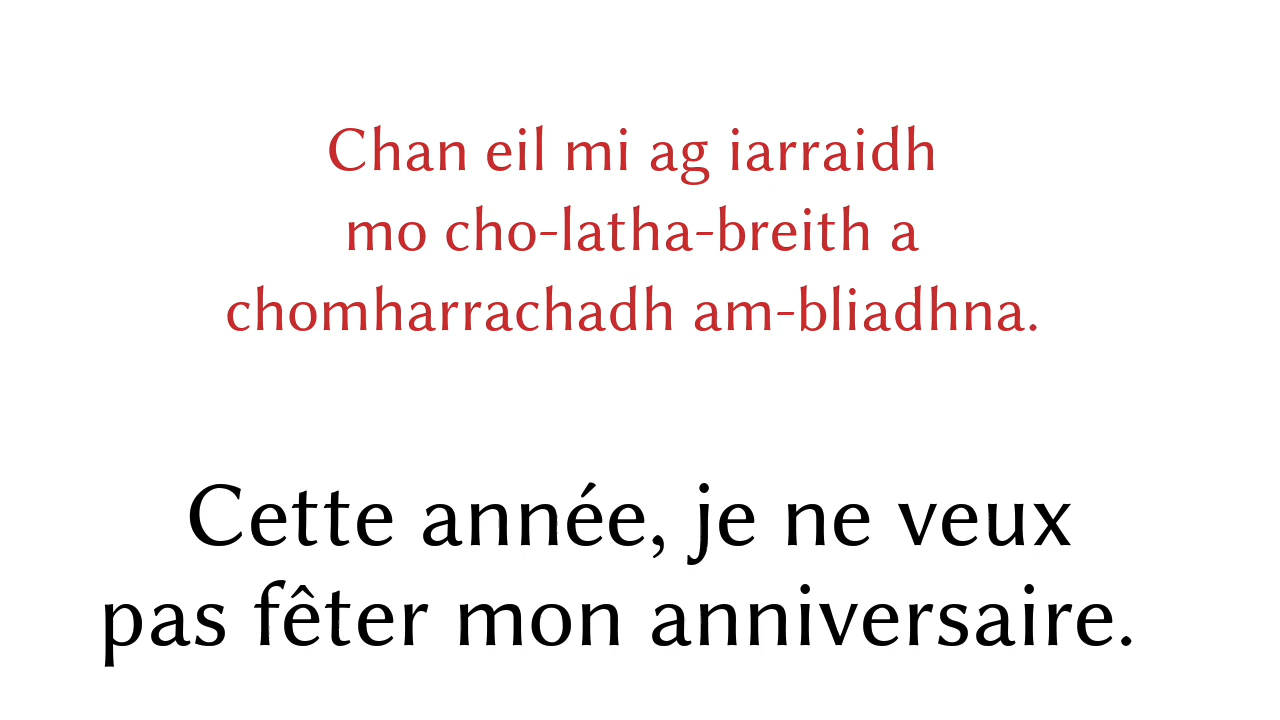 Chan eil mi ag iarraidh
mo cho-latha-breith a
chomharrachadh am-bliadhna.
Cette année, je ne veux
pas fêter mon anniversaire.